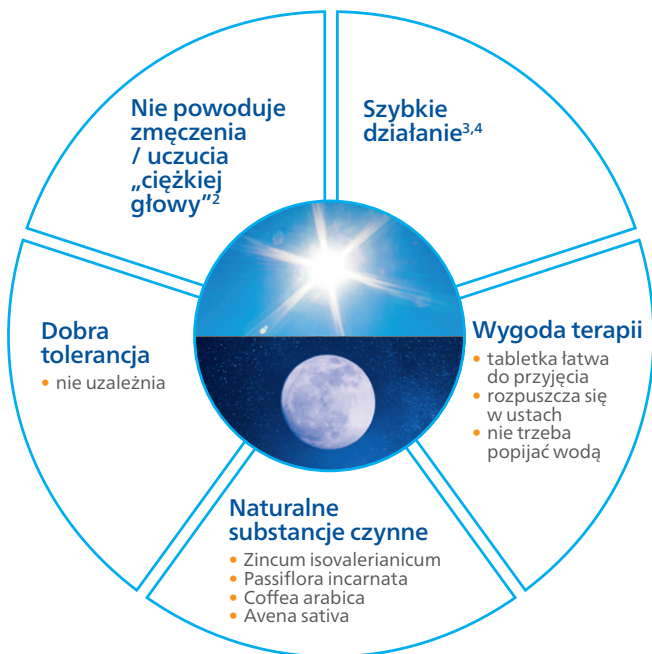 Nie powoduje
zmęczenia
/ uczucia
„ciężkiej
głowy”2
Szybkie
działanie3,4
Dobra
tolerancja
• nie uzależnia
Wygoda terapii
• tabletka łatwa
do przyjęcia
• rozpuszcza się
w ustach
• nie trzeba
popijać wodą
Naturalne
substancje czynne
• Zincum isovalerianicum
• Passiflora incarnata
• Coffea arabica
• Avena sativa